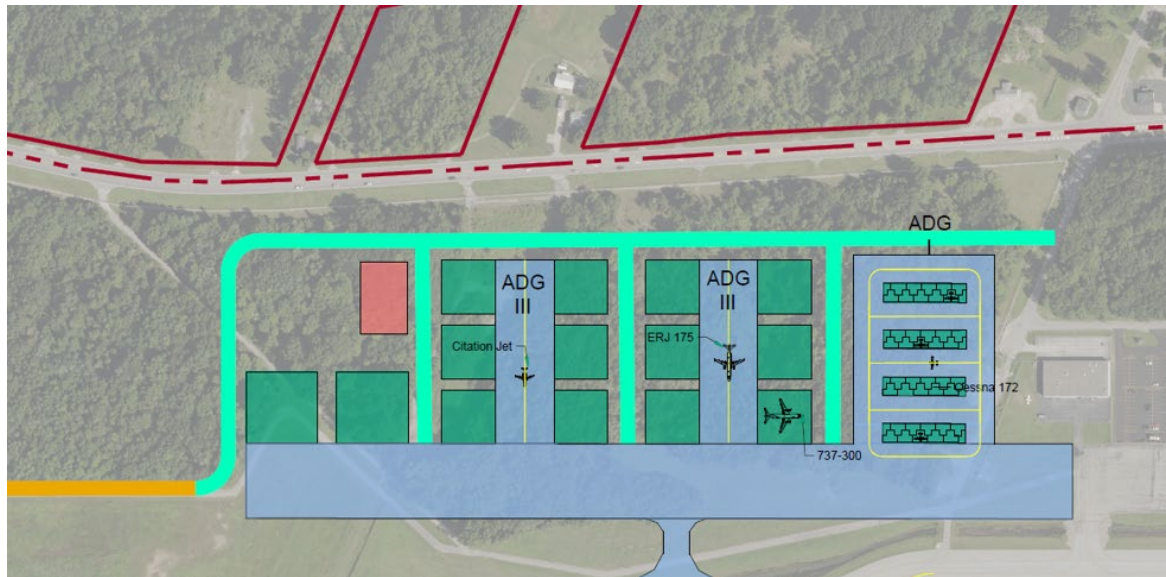 ADG
I
ADG
III
ADG
III
Citation Jet
ERJ 175
Cessna 172
737-300